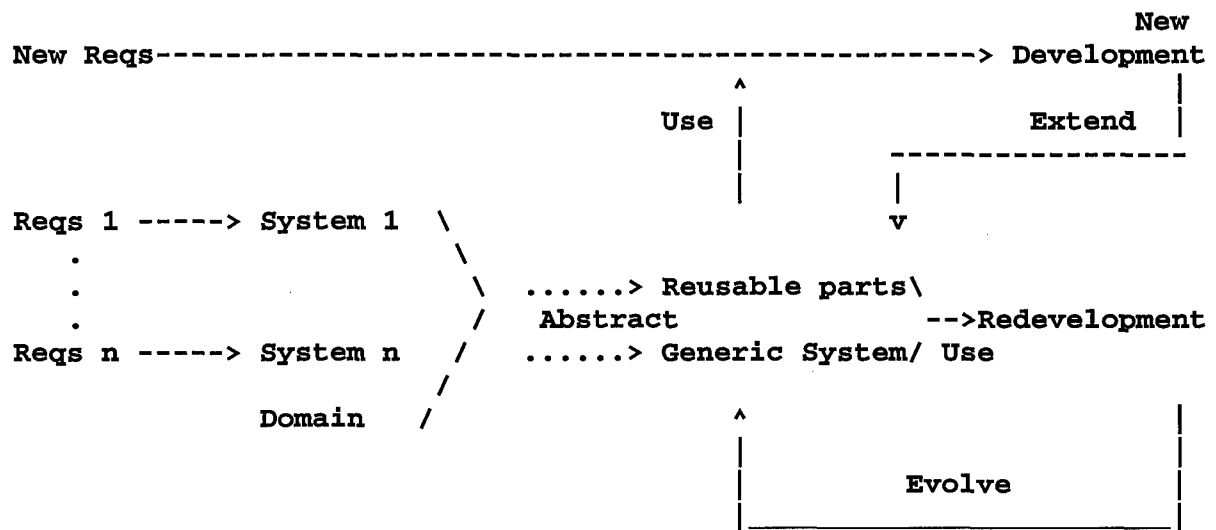 New
New Reqs-----------------------------------------------> Development
Use Extend
Reqs 1 -----> System 1
......> Reusable parts\
Abstract -->Redevelopment
Reqs n -----> System n ......> Generic System/ Use
Domain
Evolve